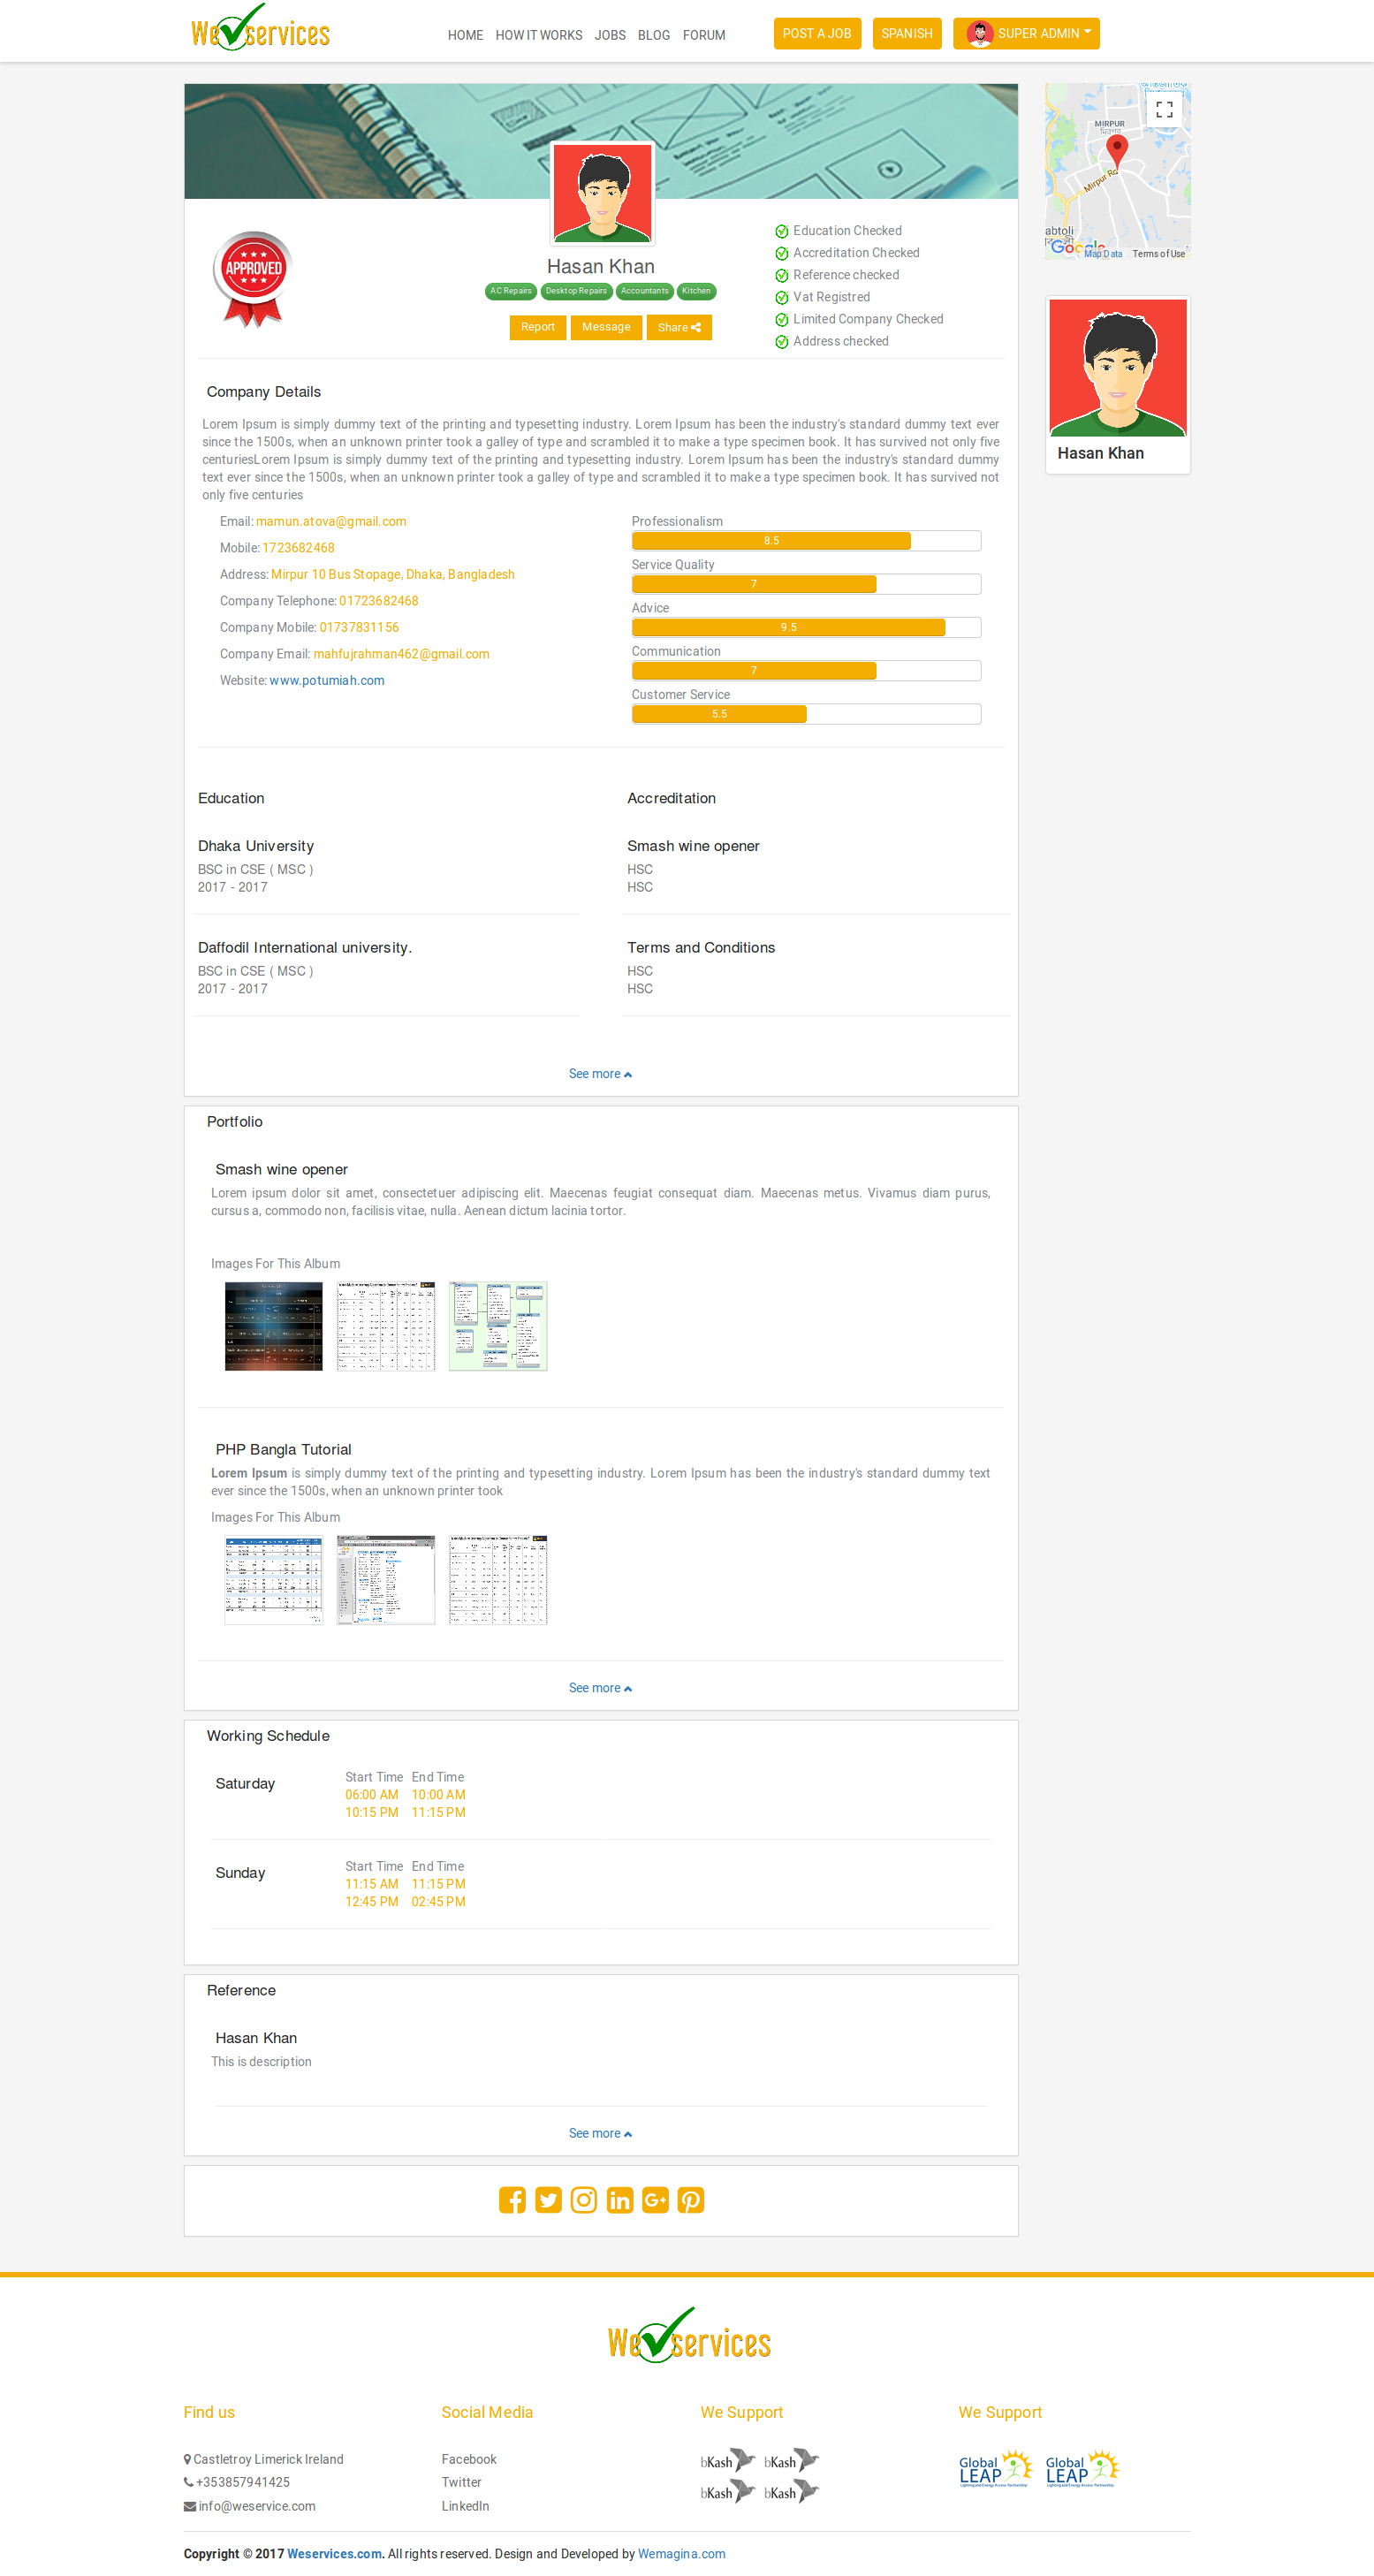 We services
HOME HOW IT WORKS JOBS BLOG FORUM
POST A JOB SPANISH SUPER ADMIN
MIRPUR
মিরপুর
Mirpur Rd
abtoli
Google
Map Data Terms of Use
APPROVED
Hasan Khan
AC Repairs Desktop Repairs Accountants Kitchen
Report Message Share
Education Checked
Accreditation Checked
Reference checked
Vat Registred
Limited Company Checked
Address checked
Hasan Khan
Company Details
Lorem Ipsum is simply dummy text of the printing and typesetting industry. Lorem Ipsum has been the industry's standard dummy text ever
since the 1500s, when an unknown printer took a galley of type and scrambled it to make a type specimen book. It has survived not only five
centuriesLorem Ipsum is simply dummy text of the printing and typesetting industry. Lorem Ipsum has been the industry's standard dummy
text ever since the 1500s, when an unknown printer took a galley of type and scrambled it to make a type specimen book. It has survived not
only five centuries
Email: mamun.atova@gmail.com
Mobile: 1723682468
Address: Mirpur 10 Bus Stopage, Dhaka, Bangladesh
Company Telephone: 01723682468
Company Mobile: 01737831156
Company Email: mahfujrahman462@gmail.com
Website: www.potumiah.com
Professionalism
8.5
Service Quality
7
Advice
9.5
Communication
7
Customer Service
5.5
Education
Dhaka University
BSC in CSE ( MSC )
2017 - 2017
Daffodil International university.
BSC in CSE ( MSC )
2017 - 2017
Accreditation
Smash wine opener
HSC
HSC
Terms and Conditions
HSC
HSC
See more
Portfolio
Smash wine opener
Lorem ipsum dolor sit amet, consectetuer adipiscing elit. Maecenas feugiat consequat diam. Maecenas metus. Vivamus diam purus,
cursus a, commodo non, facilisis vitae, nulla. Aenean dictum lacinia tortor.
Images For This Album
PHP Bangla Tutorial
Lorem Ipsum is simply dummy text of the printing and typesetting industry. Lorem Ipsum has been the industry's standard dummy text
ever since the 1500s, when an unknown printer took
Images For This Album
See more
Working Schedule
Saturday
Start Time End Time
06:00 AM 10:00 AM
10:15 PM 11:15 PM
Sunday
Start Time End Time
11:15 AM 11:15 PM
12:45 PM 02:45 PM
Reference
Hasan Khan
This is description
See more
We services
Find us
Castletroy Limerick Ireland
+353857941425
info@weservice.com
Social Media
Facebook
Twitter
LinkedIn
We Support
bKash bKash
bKash bKash
We Support
Global LEAP Global LEAP
Copyright © 2017 Weservices.com. All rights reserved. Design and Developed by Wemagina.com